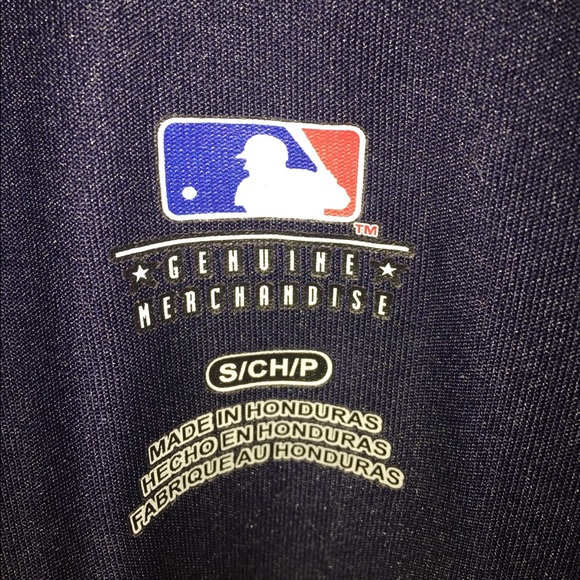 TM
★ GENUINE ★
MERCHANDISE
S/CH/P
MADE IN HONDURAS
HECHO EN HONDURAS
FABRIQUE AU HONDURAS